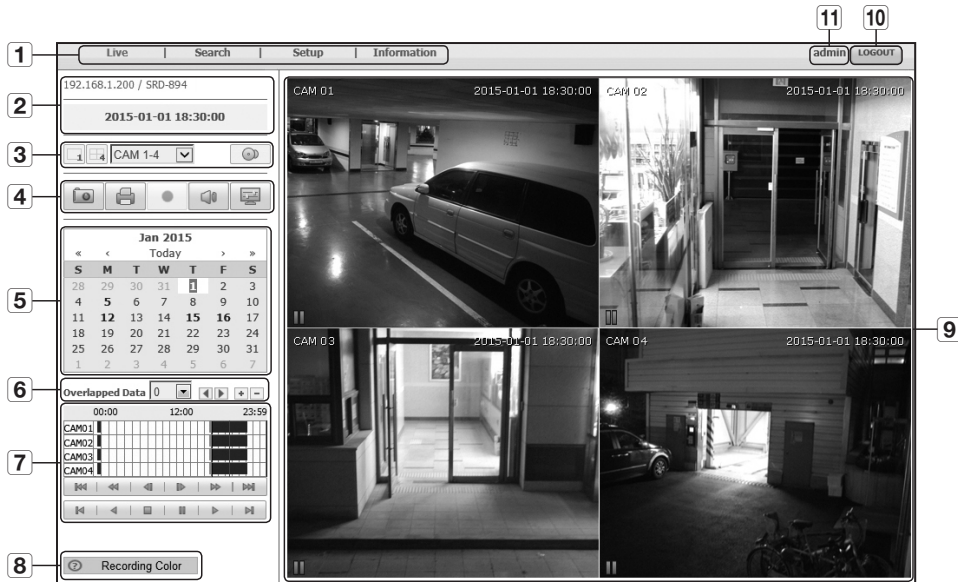 11 10
1 Live | Search | Setup | Information admin LOGOUT
192.168.1.200 / SRD-894
2 2015-01-01 18:30:00
3 1 4 CAM 1-4
4
Jan 2015
« ‹ Today › »
S M T W T F S
28 29 30 31 1 2 3
5 4 5 6 7 8 9 10
11 12 13 14 15 16 17
18 19 20 21 22 23 24
25 26 27 28 29 30 31
1 2 3 4 5 6 7
6 Overlapped Data 0 + -
00:00 12:00 23:59
CAM01
CAM02
7 CAM03
CAM04
8 ? Recording Color
CAM 01 2015-01-01 18:30:00
CAM 02 2015-01-01 18:30:00
CAM 03 2015-01-01 18:30:00
CAM 04 2015-01-01 18:30:00
9